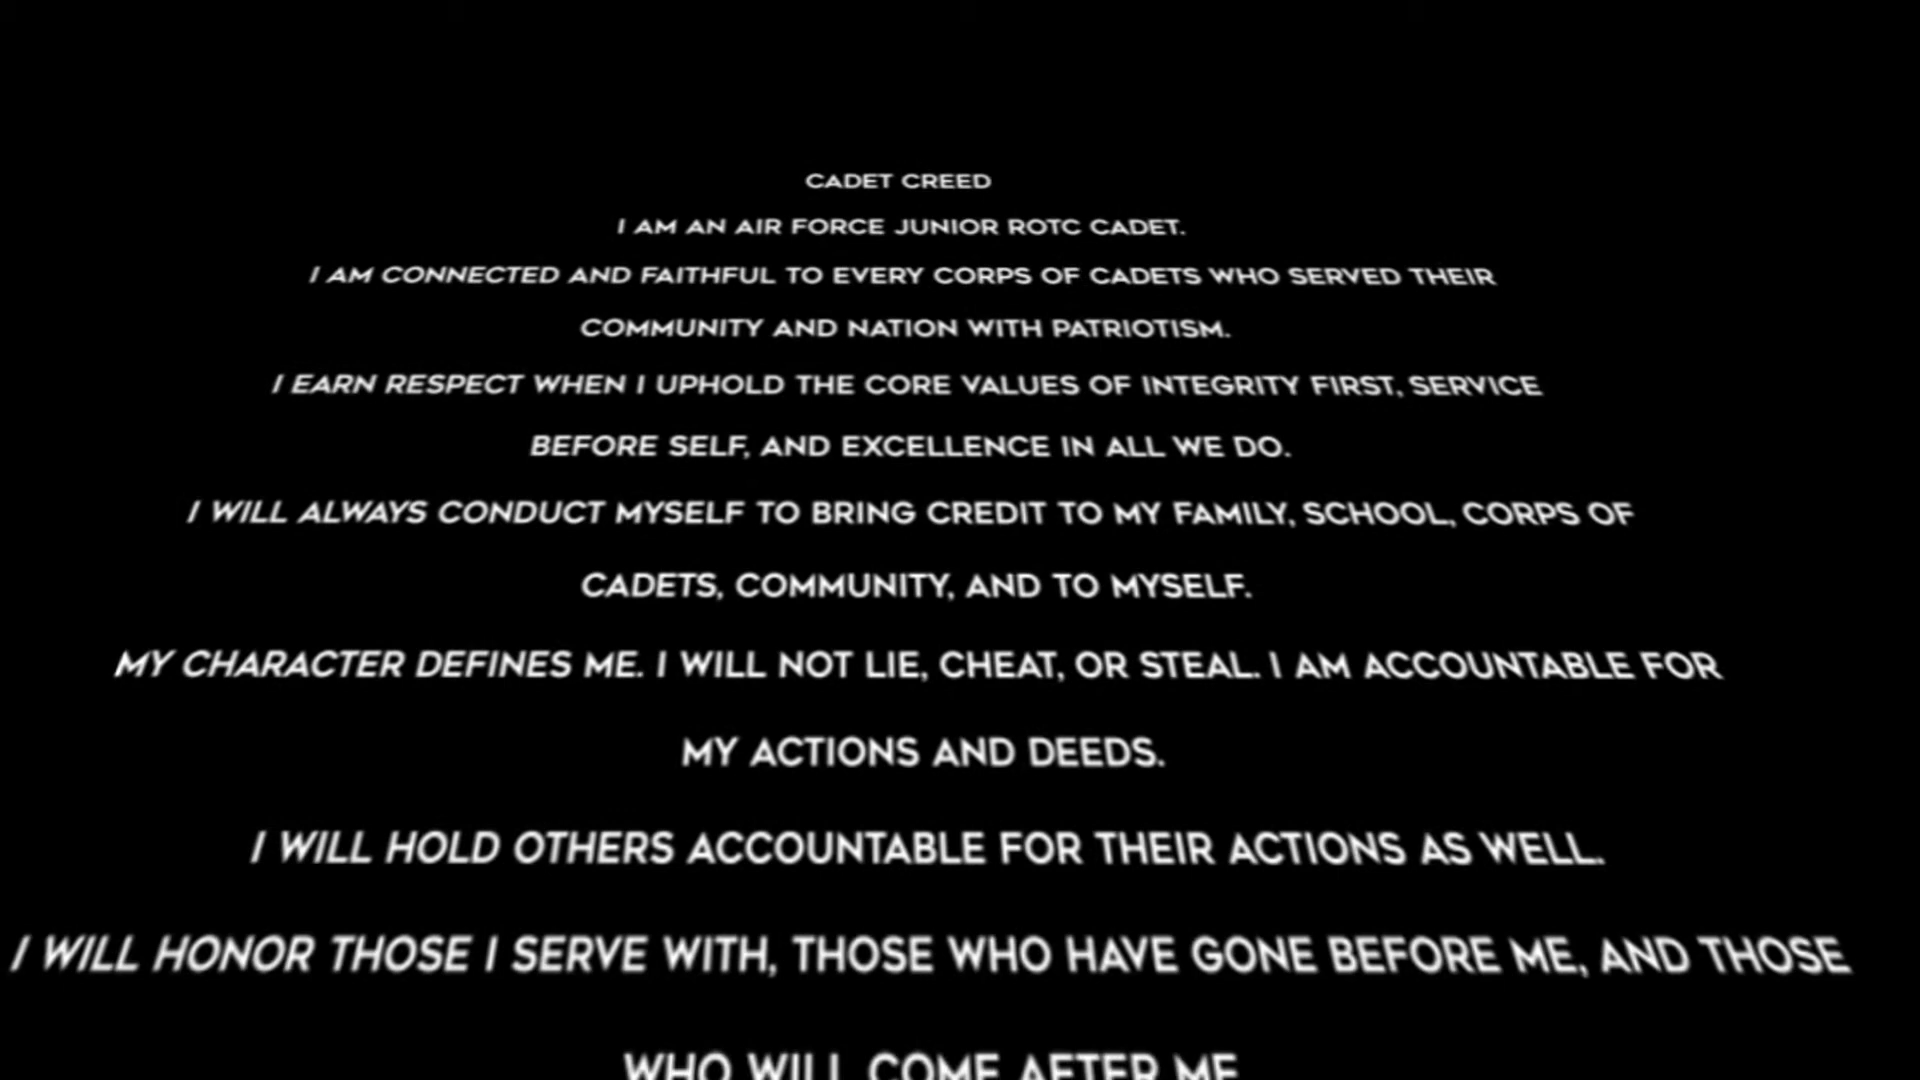 CADET CREED
I AM AN AIR FORCE JUNIOR ROTC CADET.
I AM CONNECTED AND FAITHFUL TO EVERY CORPS OF CADETS WHO SERVED THEIR
COMMUNITY AND NATION WITH PATRIOTISM.
I EARN RESPECT WHEN I UPHOLD THE CORE VALUES OF INTEGRITY FIRST, SERVICE
BEFORE SELF, AND EXCELLENCE IN ALL WE DO.
I WILL ALWAYS CONDUCT MYSELF TO BRING CREDIT TO MY FAMILY, SCHOOL, CORPS OF
CADETS, COMMUNITY, AND TO MYSELF.
MY CHARACTER DEFINES ME. I WILL NOT LIE, CHEAT, OR STEAL. I AM ACCOUNTABLE FOR
MY ACTIONS AND DEEDS.
I WILL HOLD OTHERS ACCOUNTABLE FOR THEIR ACTIONS AS WELL.
I WILL HONOR THOSE I SERVE WITH, THOSE WHO HAVE GONE BEFORE ME, AND THOSE
WHO WILL COME AFTER ME